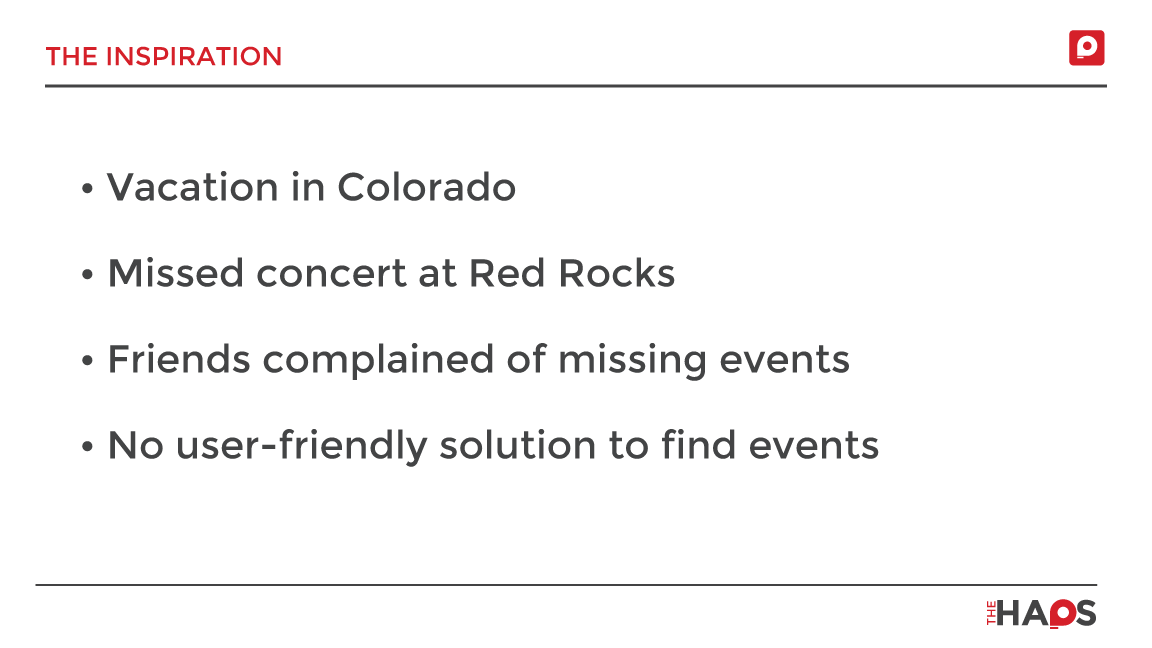 THE INSPIRATION
• Vacation in Colorado
• Missed concert at Red Rocks
• Friends complained of missing events
• No user-friendly solution to find events
THE HAPS